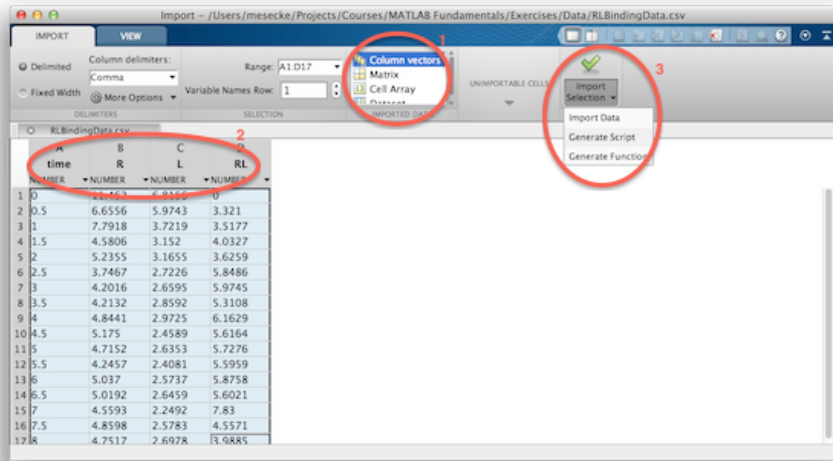 Import – /Users/mesecke/Projects/Courses/MATLAB Fundamentals/Exercises/Data/RLBindingData.csv
IMPORT VIEW
Delimited
Fixed Width
Column delimiters:
Comma
More Options
DELIMITERS
Range: A1:D17
Variable Names Row: 1
SELECTION
1
Column vectors
Matrix
Cell Array
Dataset
IMPORTED DATA
UNIMPORTABLE CELLS
3
Import
Selection
Import Data
Generate Script
Generate Function
RLBindingData.csv
2
A B C D
time R L RL
NUMBER NUMBER NUMBER NUMBER
1 0 6.8156 0
2 0.5 6.6556 5.9743 3.321
3 1 7.7918 3.7219 3.5177
4 1.5 4.5806 3.152 4.0327
5 2 5.2355 3.1655 3.6259
6 2.5 3.7467 2.7226 5.8486
7 3 4.2016 2.6595 5.9745
8 3.5 4.2132 2.8592 5.3108
9 4 4.8441 2.9725 6.1629
10 4.5 5.175 2.4589 5.6164
11 5 4.7152 2.6353 5.7276
12 5.5 4.2457 2.4081 5.5959
13 6 5.037 2.5737 5.8758
14 6.5 5.0192 2.6459 5.6021
15 7 4.5593 2.2492 7.83
16 7.5 4.8598 2.5783 4.5571
17 8 4.7517 2.6978 3.9885